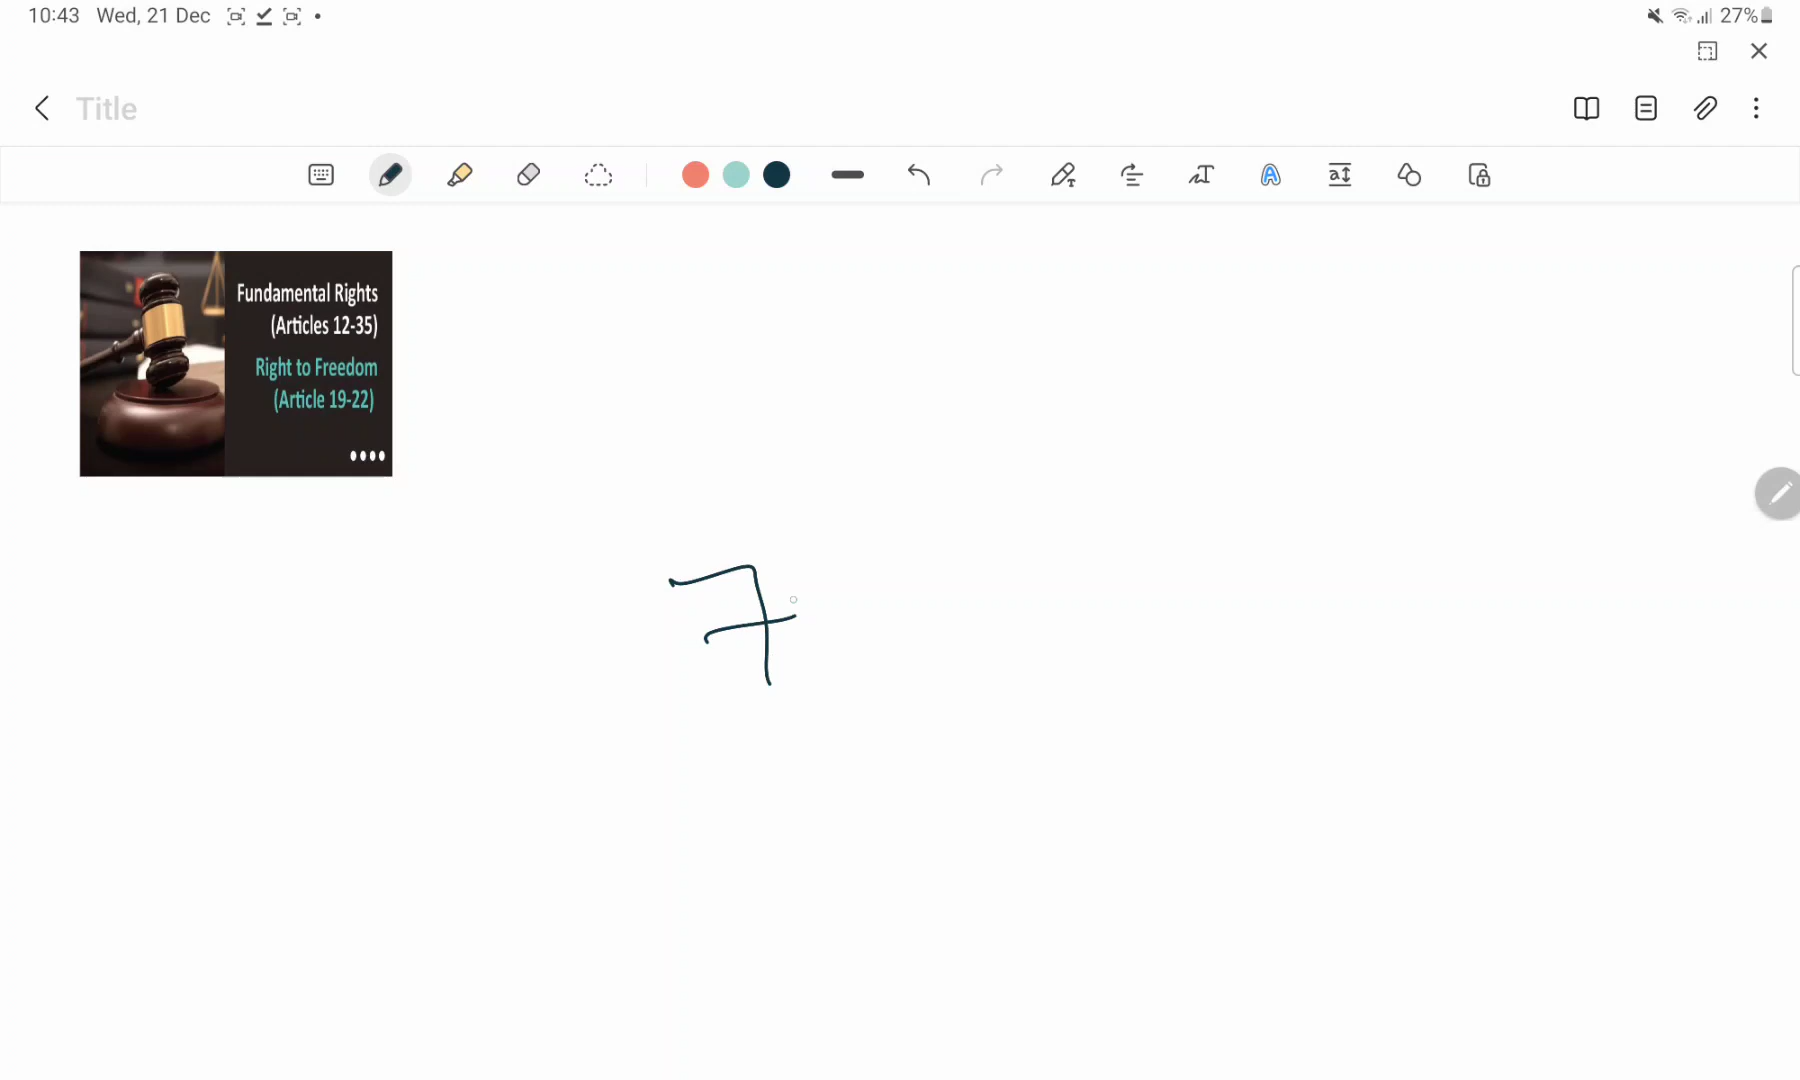 10:43 Wed, 21 Dec 27%
Title
Fundamental Rights
(Articles 12-35)
Right to Freedom
(Article 19-22)